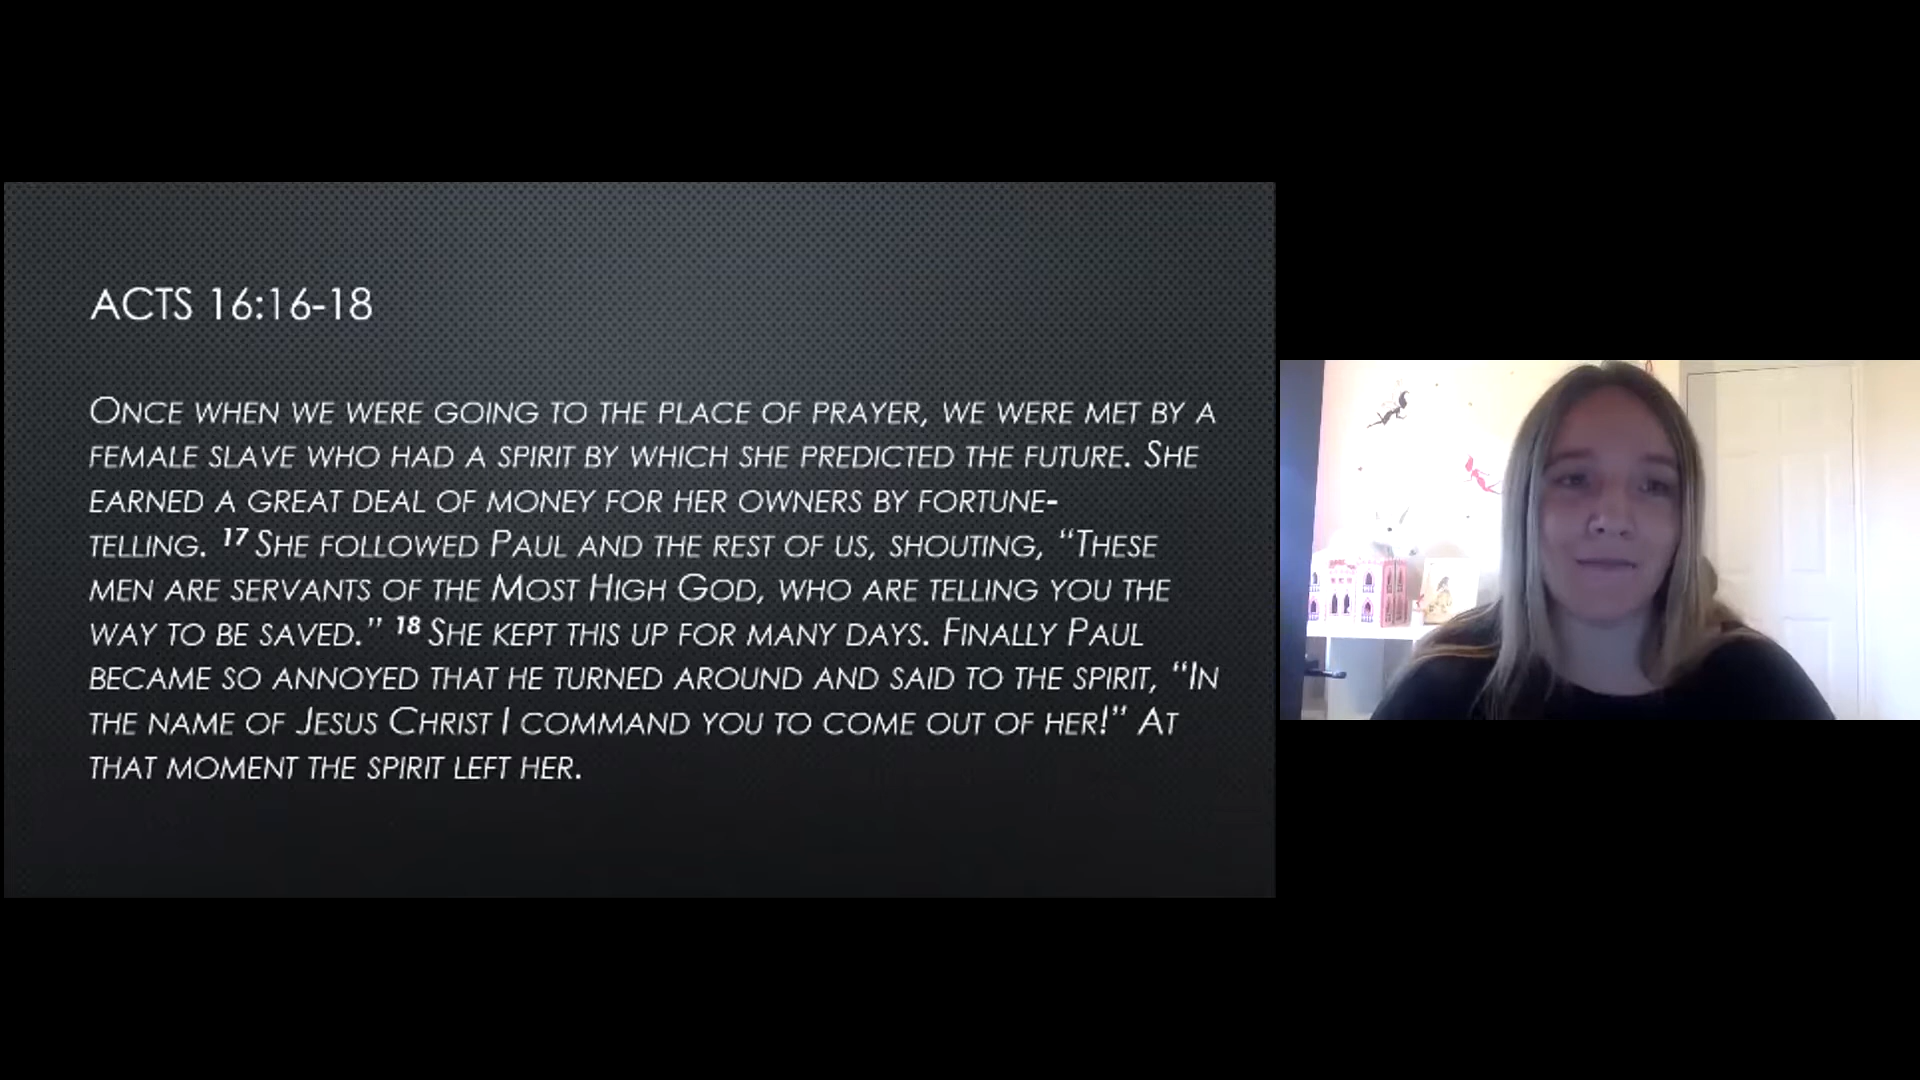 ACTS 16:16-18
ONCE WHEN WE WERE GOING TO THE PLACE OF PRAYER, WE WERE MET BY A
FEMALE SLAVE WHO HAD A SPIRIT BY WHICH SHE PREDICTED THE FUTURE. SHE
EARNED A GREAT DEAL OF MONEY FOR HER OWNERS BY FORTUNE-
TELLING. 17 SHE FOLLOWED PAUL AND THE REST OF US, SHOUTING, “THESE
MEN ARE SERVANTS OF THE MOST HIGH GOD, WHO ARE TELLING YOU THE
WAY TO BE SAVED.” 18 SHE KEPT THIS UP FOR MANY DAYS. FINALLY PAUL
BECAME SO ANNOYED THAT HE TURNED AROUND AND SAID TO THE SPIRIT, “IN
THE NAME OF JESUS CHRIST I COMMAND YOU TO COME OUT OF HER!” AT
THAT MOMENT THE SPIRIT LEFT HER.